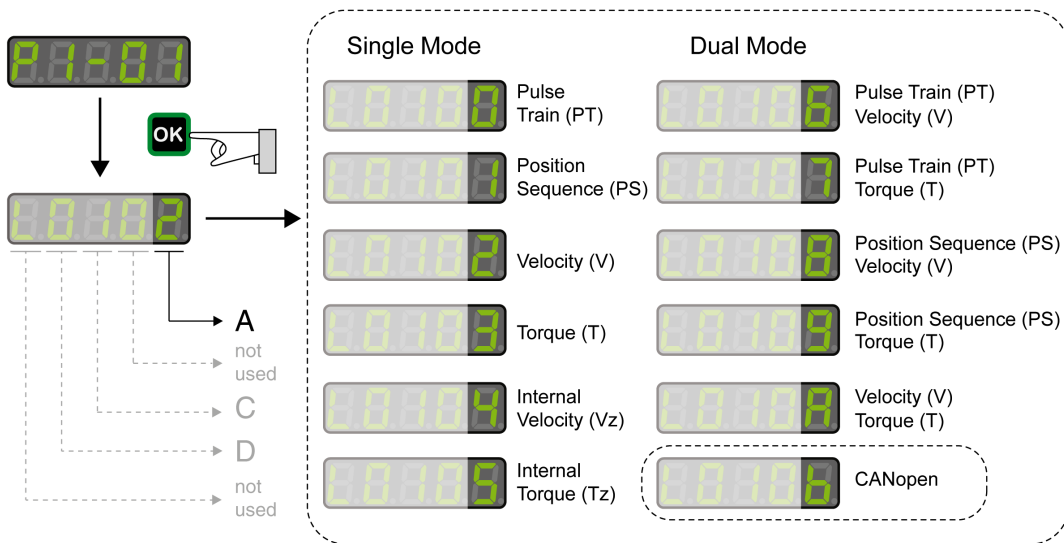 P1-01
OK
L0102
A
not
used
C
D
not
used
Single Mode
L0100
Pulse
Train (PT)
L0101
Position
Sequence (PS)
L0102
Velocity (V)
L0103
Torque (T)
L0104
Internal
Velocity (Vz)
L0105
Internal
Torque (Tz)
Dual Mode
L0106
Pulse Train (PT)
Velocity (V)
L0107
Pulse Train (PT)
Torque (T)
L0108
Position Sequence (PS)
Velocity (V)
L0109
Position Sequence (PS)
Torque (T)
L010A
Velocity (V)
Torque (T)
L010b
CANopen